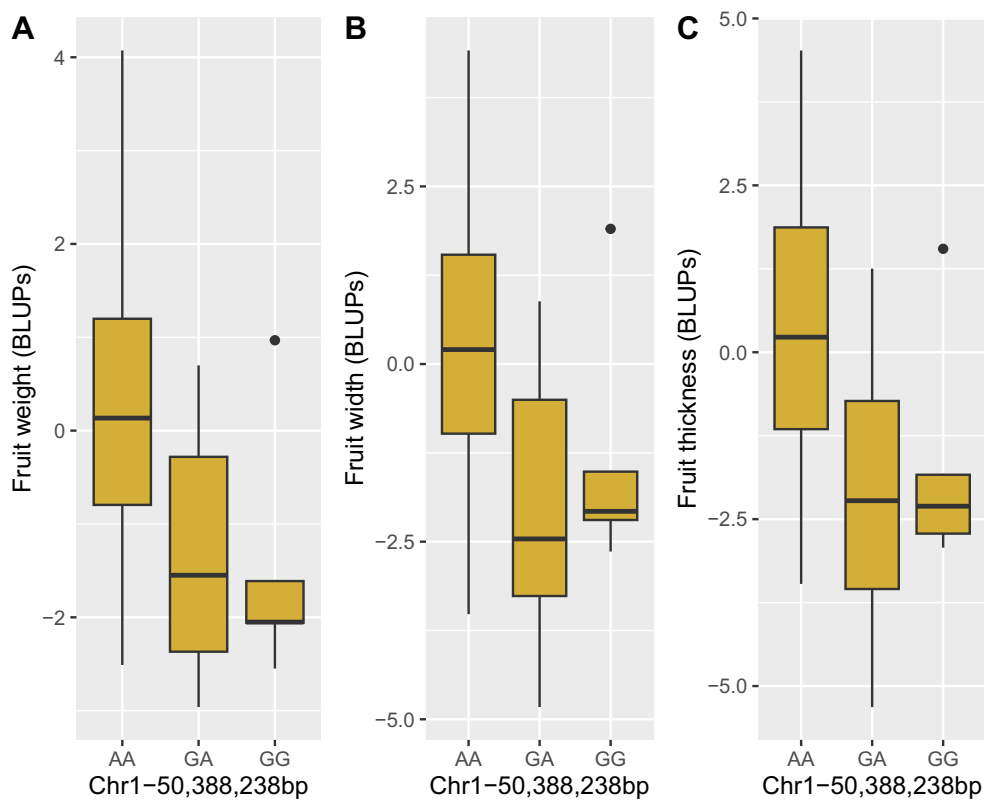 A
Fruit weight (BLUPs)
4
2
0
−2
AA GA GG
Chr1−50,388,238bp
B
Fruit width (BLUPs)
2.5
0.0
−2.5
−5.0
AA GA GG
Chr1−50,388,238bp
C
Fruit thickness (BLUPs)
5.0
2.5
0.0
−2.5
−5.0
AA GA GG
Chr1−50,388,238bp